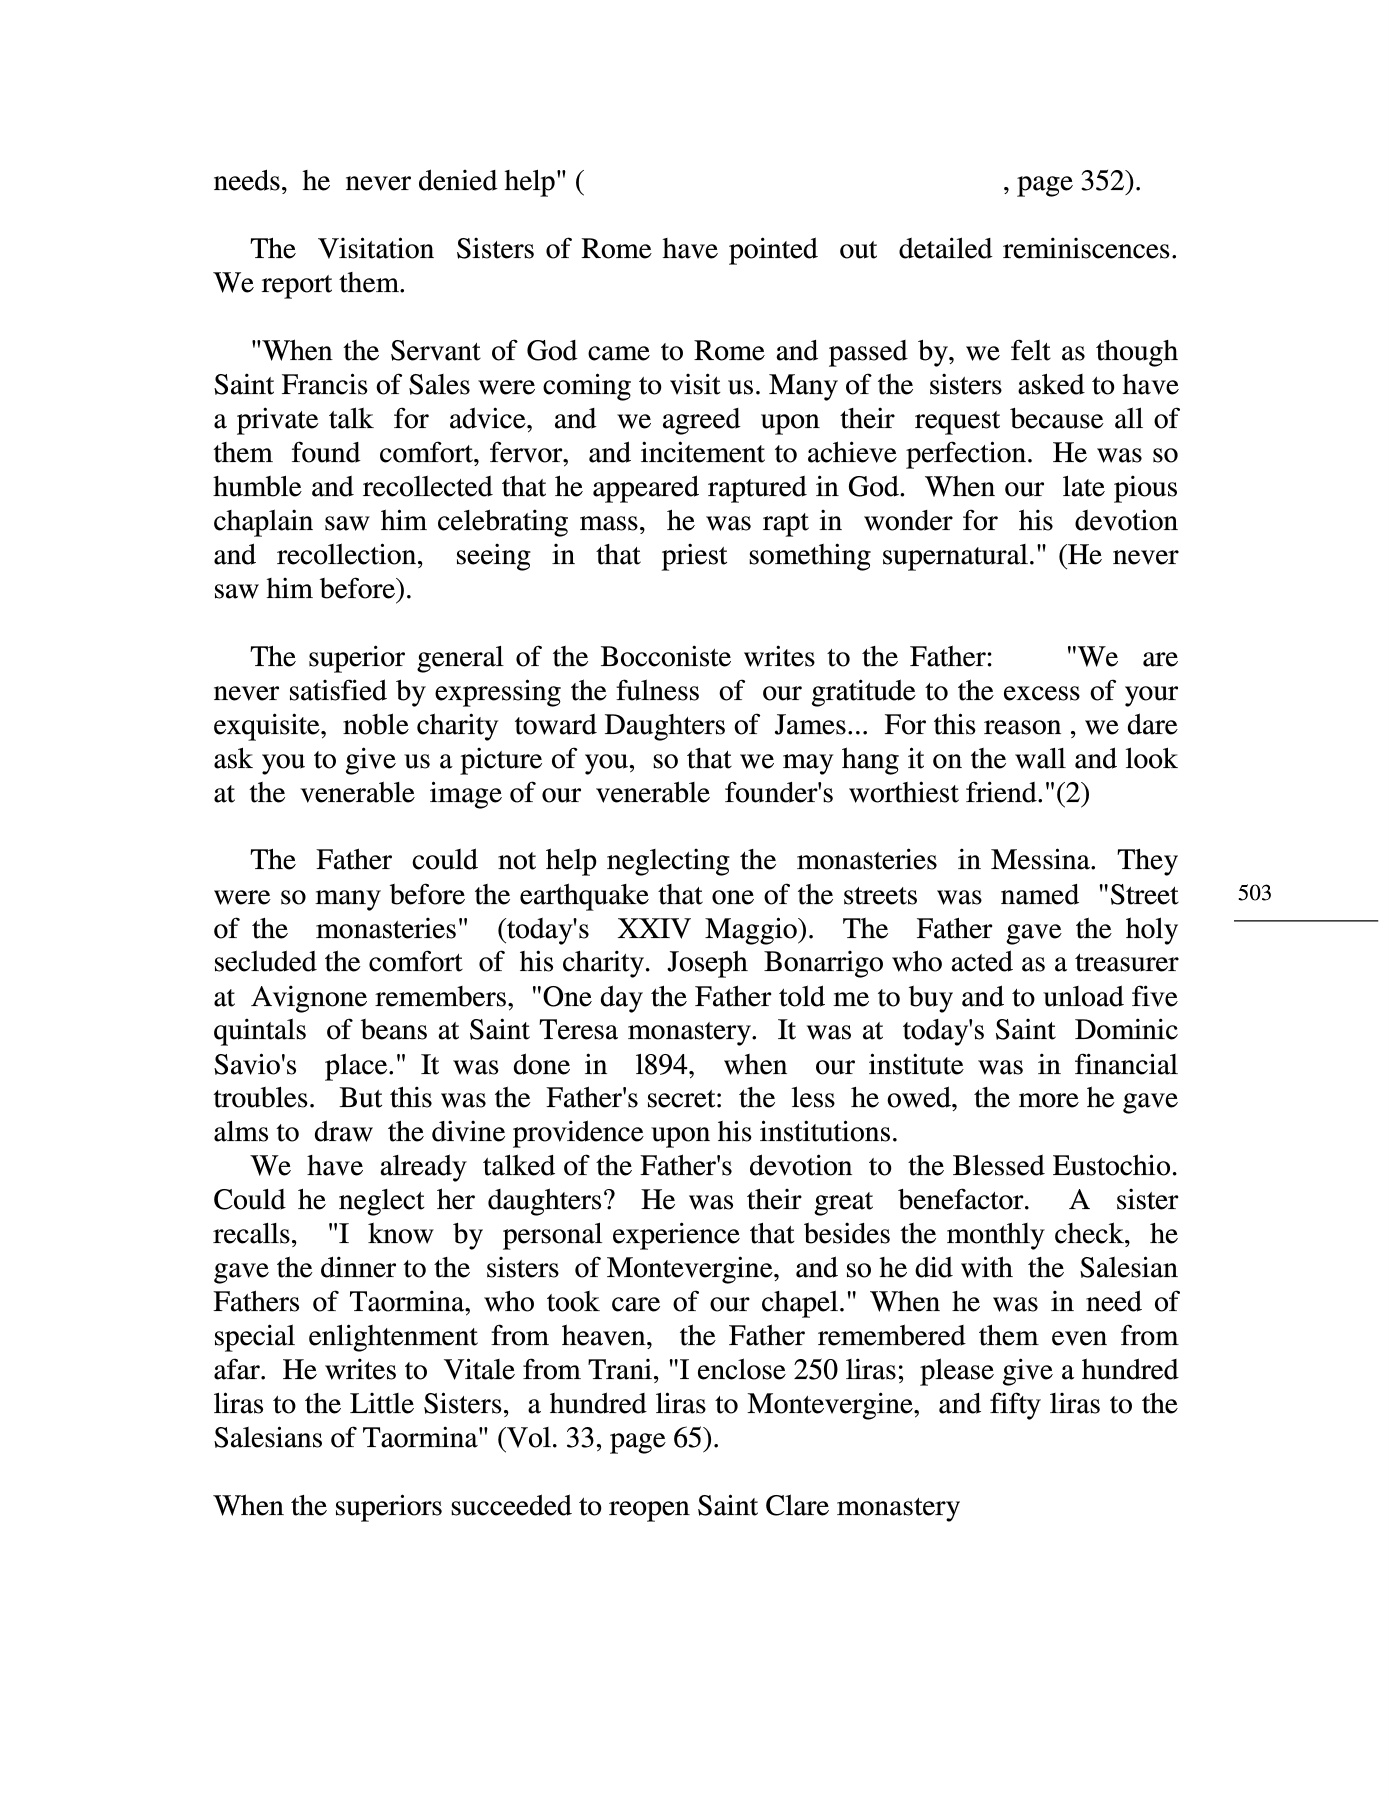 needs, he never denied help" ( , page 352).
The Visitation Sisters of Rome have pointed out detailed reminiscences.
We report them.
"When the Servant of God came to Rome and passed by, we felt as though
Saint Francis of Sales were coming to visit us. Many of the sisters asked to have
a private talk for advice, and we agreed upon their request because all of
them found comfort, fervor, and incitement to achieve perfection. He was so
humble and recollected that he appeared raptured in God. When our late pious
chaplain saw him celebrating mass, he was rapt in wonder for his devotion
and recollection, seeing in that priest something supernatural." (He never
saw him before).
The superior general of the Bocconiste writes to the Father: "We are
never satisfied by expressing the fulness of our gratitude to the excess of your
exquisite, noble charity toward Daughters of James... For this reason , we dare
ask you to give us a picture of you, so that we may hang it on the wall and look
at the venerable image of our venerable founder's worthiest friend."(2)
The Father could not help neglecting the monasteries in Messina. They
were so many before the earthquake that one of the streets was named "Street
of the monasteries" (today's XXIV Maggio). The Father gave the holy
secluded the comfort of his charity. Joseph Bonarrigo who acted as a treasurer
at Avignone remembers, "One day the Father told me to buy and to unload five
quintals of beans at Saint Teresa monastery. It was at today's Saint Dominic
Savio's place." It was done in 1894, when our institute was in financial
troubles. But this was the Father's secret: the less he owed, the more he gave
alms to draw the divine providence upon his institutions.
We have already talked of the Father's devotion to the Blessed Eustochio.
Could he neglect her daughters? He was their great benefactor. A sister
recalls, "I know by personal experience that besides the monthly check, he
gave the dinner to the sisters of Montevergine, and so he did with the Salesian
Fathers of Taormina, who took care of our chapel." When he was in need of
special enlightenment from heaven, the Father remembered them even from
afar. He writes to Vitale from Trani, "I enclose 250 liras; please give a hundred
liras to the Little Sisters, a hundred liras to Montevergine, and fifty liras to the
Salesians of Taormina" (Vol. 33, page 65).
When the superiors succeeded to reopen Saint Clare monastery
503